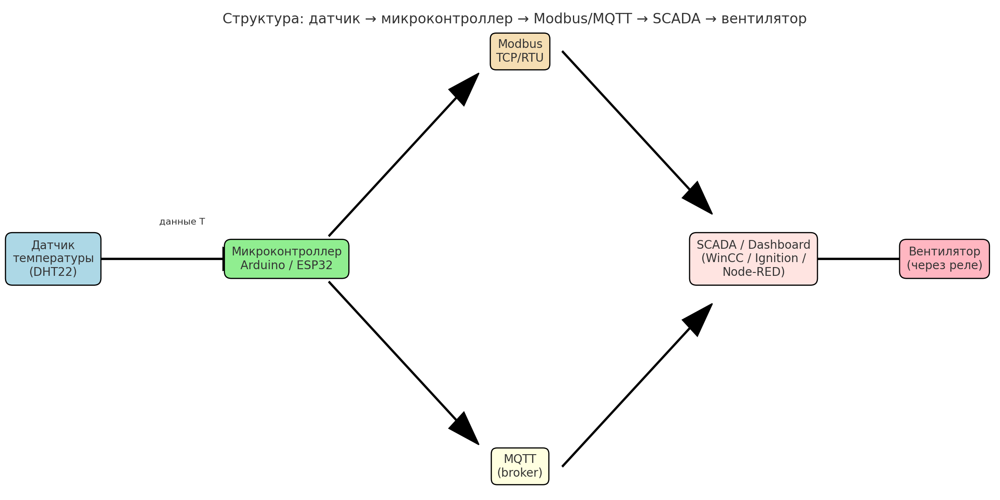 Структура: датчик → микроконтроллер → Modbus/MQTT → SCADA → вентилятор
Modbus
TCP/RTU
данные T
Датчик
температуры
(DHT22)
Микроконтроллер
Arduino / ESP32
SCADA / Dashboard
(WinCC / Ignition /
Node-RED)
Вентилятор
(через реле)
MQTT
(broker)